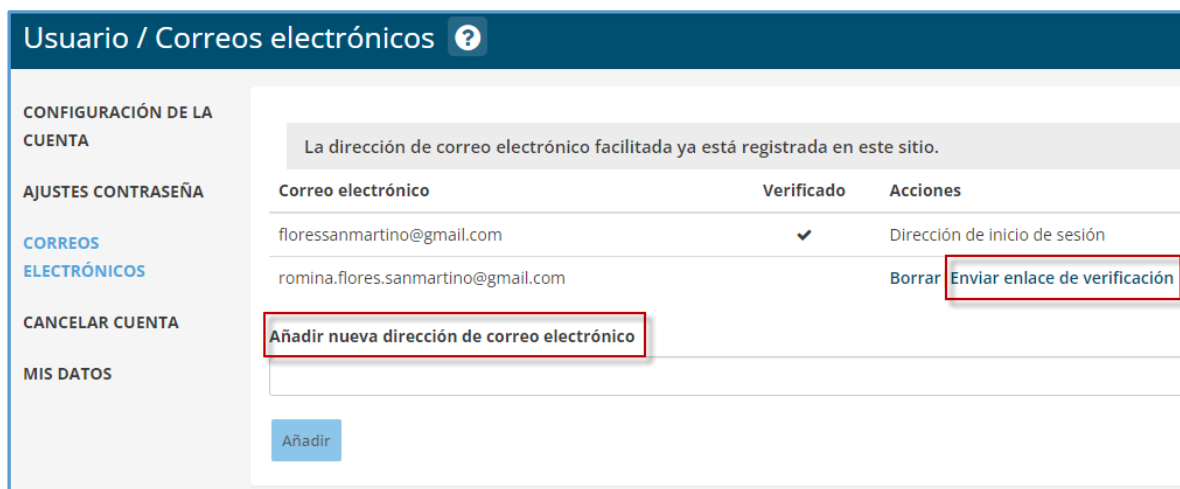 Usuario / Correos electrónicos ?
CONFIGURACIÓN DE LA
CUENTA
AJUSTES CONTRASEÑA
CORREOS
ELECTRÓNICOS
CANCELAR CUENTA
MIS DATOS
La dirección de correo electrónico facilitada ya está registrada en este sitio.
Correo electrónico Verificado Acciones
floressanmartino@gmail.com Dirección de inicio de sesión
romina.flores.sanmartino@gmail.com Borrar Enviar enlace de verificación
Añadir nueva dirección de correo electrónico
Añadir